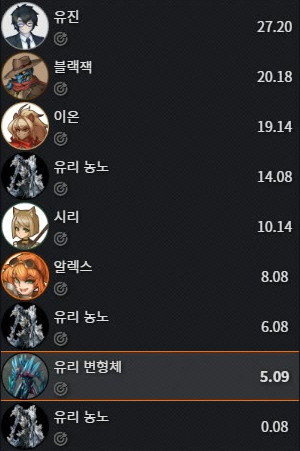 유진
27.20
블랙잭
20.18
이온
19.14
유리 농노
14.08
시리
10.14
알렉스
8.08
유리 농노
6.08
유리 변형체
5.09
유리 농노
0.08